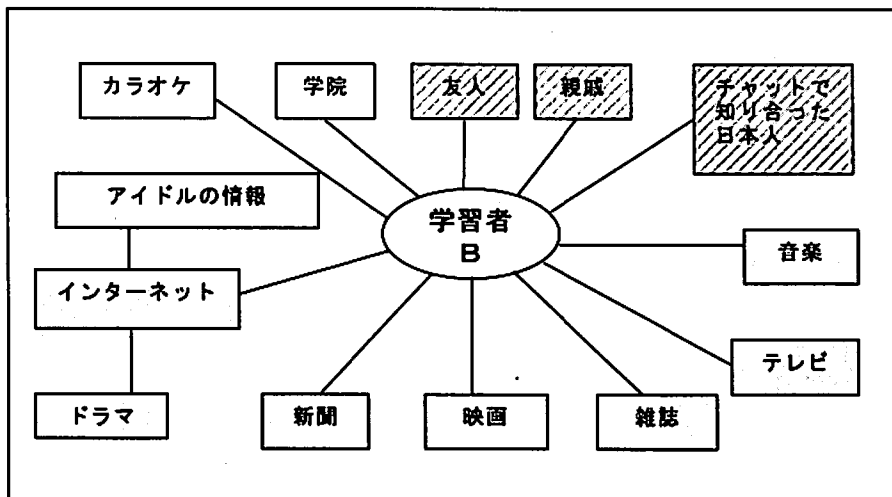 カラオケ
学院
友人
親戚
チャットで
知り合った
日本人
アイドルの情報
学習者
B
音楽
インターネット
テレビ
ドラマ
新聞
映画
雑誌